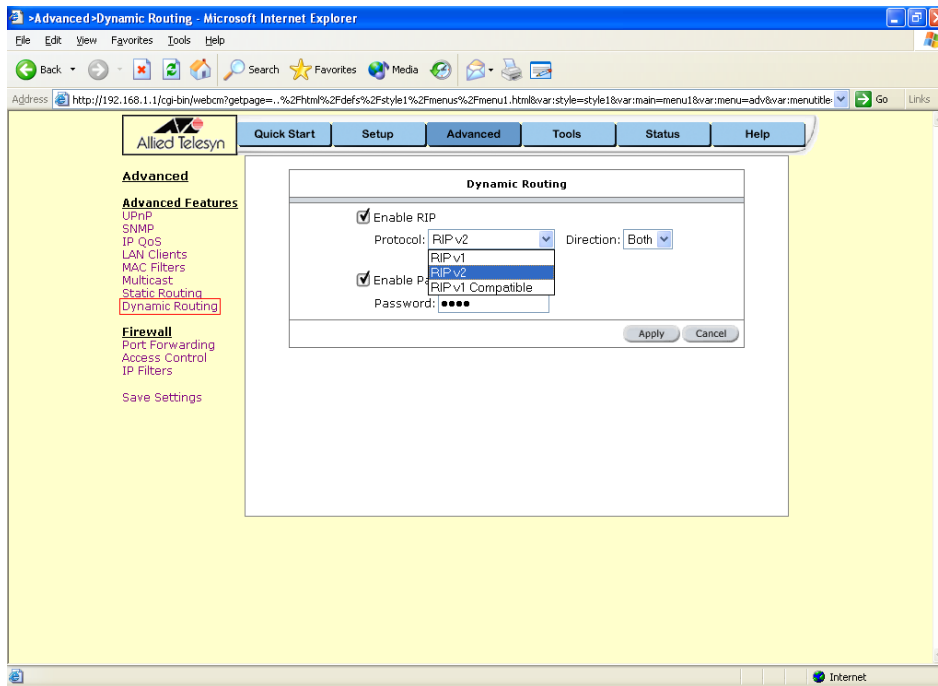 >Advanced>Dynamic Routing - Microsoft Internet Explorer
File Edit View Favorites Tools Help
Back Search Favorites Media
Address http://192.168.1.1/cgi-bin/webcm?getpage=..%2Fhtml%2Fdefs%2Fstyle1%2Fmenus%2Fmenu1.html&var:style=style1&var:main=menu1&var:menu=adv&var:menutitle Go Links
Allied Telesyn
Quick Start Setup Advanced Tools Status Help
Advanced
Advanced Features
UPnP
SNMP
IP QoS
LAN Clients
MAC Filters
Multicast
Static Routing
Dynamic Routing
Firewall
Port Forwarding
Access Control
IP Filters
Save Settings
Dynamic Routing
Enable RIP
Protocol: RIP v2 Direction: Both
RIP v1
RIP v2
RIP v1 Compatible
Enable Pa
Password: ●●●●
Apply Cancel
Internet